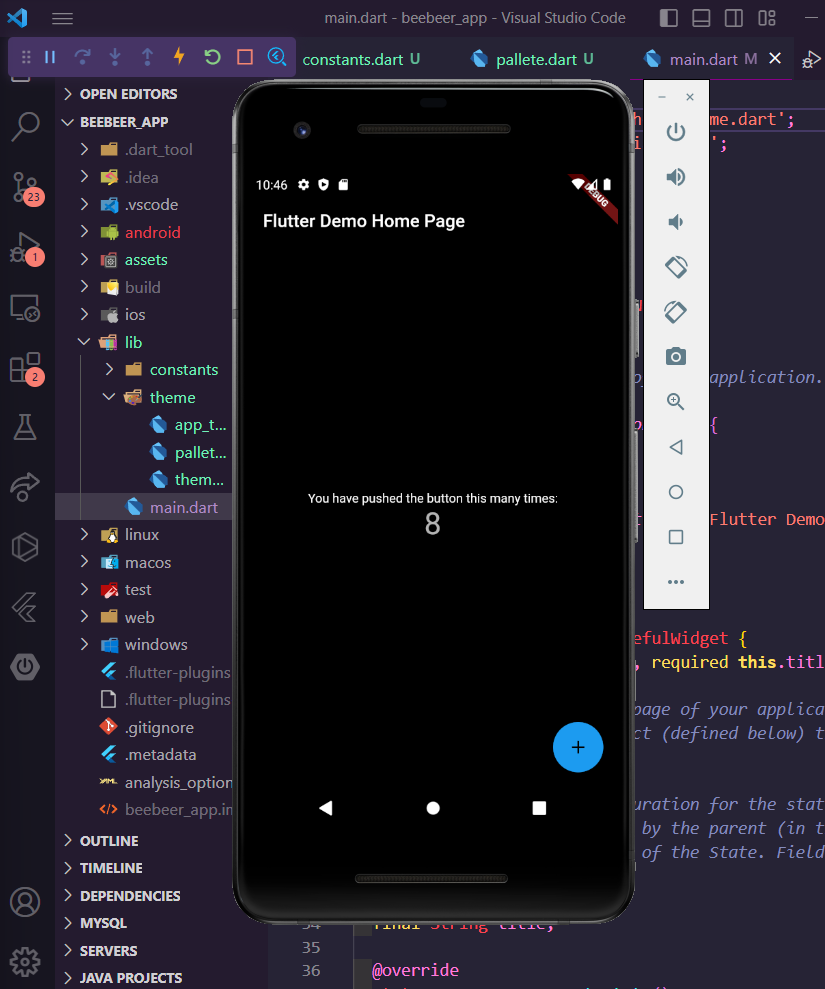 main.dart - beebeer_app - Visual Studio Code
constants.dart U
pallete.dart U
main.dart M
OPEN EDITORS
BEEBEER_APP
.dart_tool
.idea
.vscode
android
assets
build
ios
lib
constants
theme
app_t...
pallet...
them...
main.dart
linux
macos
test
web
windows
.flutter-plugins
.flutter-plugins
.gitignore
.metadata
analysis_option
beebeer_app.im
OUTLINE
TIMELINE
DEPENDENCIES
MYSQL
SERVERS
JAVA PROJECTS
23
1
2
10:46
DEBUG
Flutter Demo Home Page
You have pushed the button this many times:
8
me.dart';
';
application.
{
Flutter Demo
efulWidget {
, required this.titl
page of your applica
ct (defined below) t
uration for the stat
by the parent (in t
of the State. Field
34 final String title;
35
36 @override